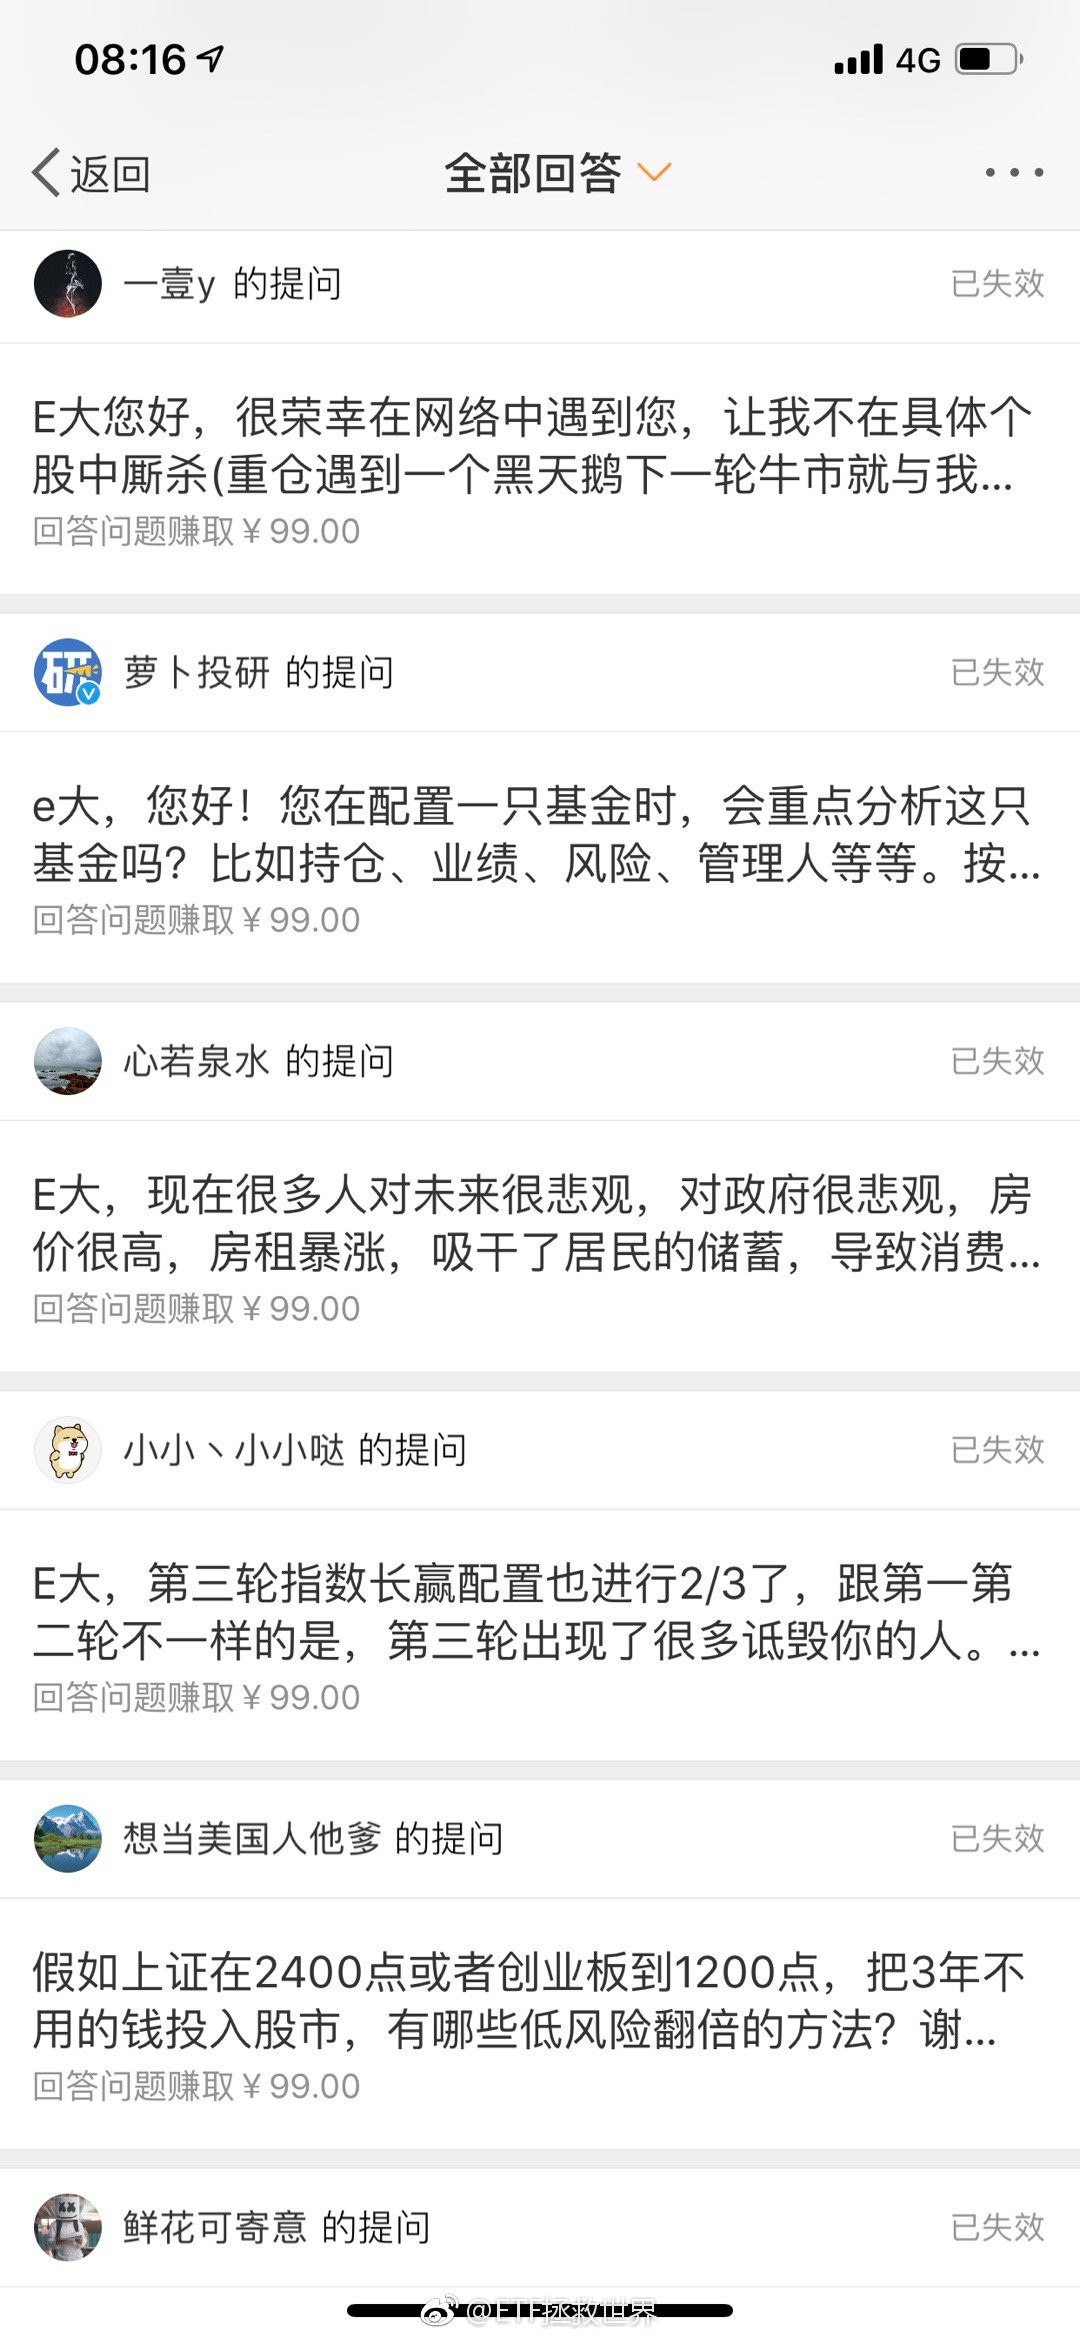 08:16
4G
返回
全部回答
一壹y 的提问
已失效
E大您好，很荣幸在网络中遇到您，让我不在具体个
股中厮杀(重仓遇到一个黑天鹅下一轮牛市就与我...
回答问题赚取￥99.00
研
萝卜投研 的提问
已失效
e大，您好！您在配置一只基金时，会重点分析这只
基金吗？比如持仓、业绩、风险、管理人等等。按...
回答问题赚取￥99.00
心若泉水 的提问
已失效
E大，现在很多人对未来很悲观，对政府很悲观，房
价很高，房租暴涨，吸干了居民的储蓄，导致消费...
回答问题赚取￥99.00
小小丶小小哒 的提问
已失效
E大，第三轮指数长赢配置也进行2/3了，跟第一第
二轮不一样的是，第三轮出现了很多诋毁你的人。...
回答问题赚取￥99.00
想当美国人他爹 的提问
已失效
假如上证在2400点或者创业板到1200点，把3年不
用的钱投入股市，有哪些低风险翻倍的方法？谢...
回答问题赚取￥99.00
鲜花可寄意 的提问
已失效
@ETF拯救世界